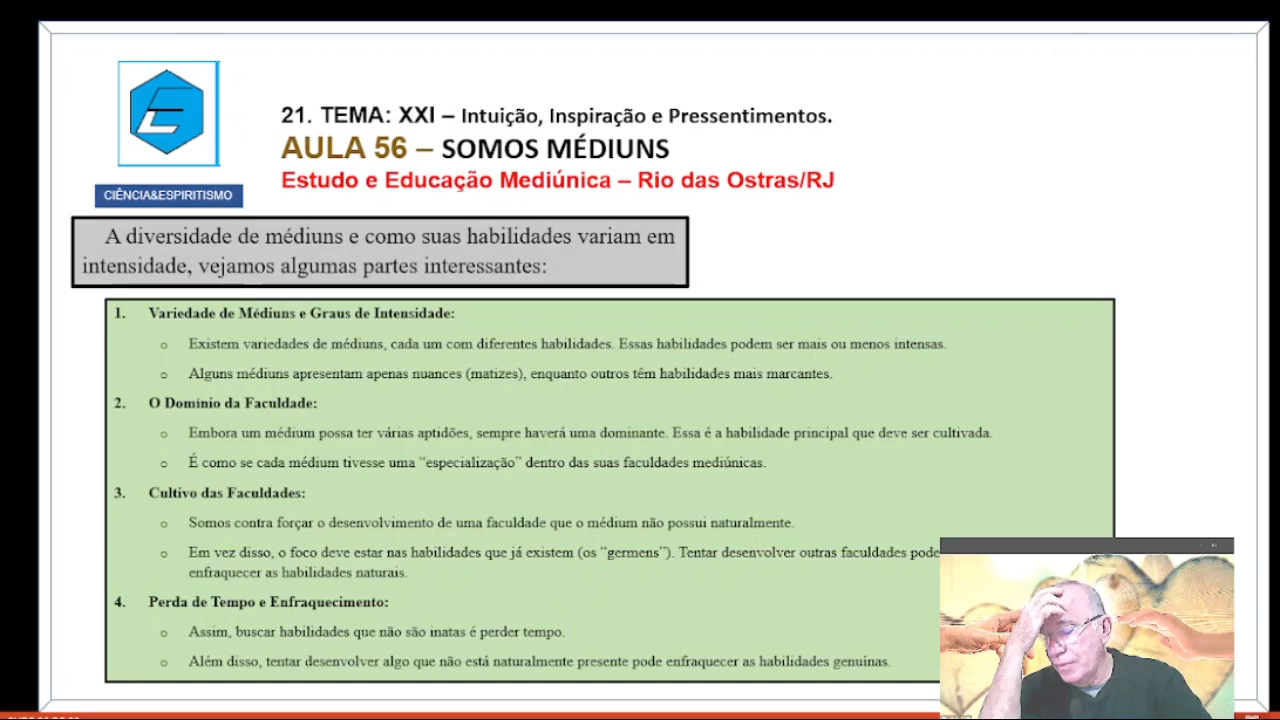 21. TEMA: XXI – Intuição, Inspiração e Pressentimentos.
AULA 56 – SOMOS MÉDIUNS
Estudo e Educação Mediúnica – Rio das Ostras/RJ
CIÊNCIA&ESPIRITISMO
A diversidade de médiuns e como suas habilidades variam em
intensidade, vejamos algumas partes interessantes:
1. Variedade de Médiuns e Graus de Intensidade:
o Existem variedades de médiuns, cada um com diferentes habilidades. Essas habilidades podem ser mais ou menos intensas.
o Alguns médiuns apresentam apenas nuances (matizes), enquanto outros têm habilidades mais marcantes.
2. O Domínio da Faculdade:
o Embora um médium possa ter várias aptidões, sempre haverá uma dominante. Essa é a habilidade principal que deve ser cultivada.
o É como se cada médium tivesse uma “especialização” dentro das suas faculdades mediúnicas.
3. Cultivo das Faculdades:
o Somos contra forçar o desenvolvimento de uma faculdade que o médium não possui naturalmente.
o Em vez disso, o foco deve estar nas habilidades que já existem (os “germens”). Tentar desenvolver outras faculdades pode
enfraquecer as habilidades naturais.
4. Perda de Tempo e Enfraquecimento:
o Assim, buscar habilidades que não são inatas é perder tempo.
o Além disso, tentar desenvolver algo que não está naturalmente presente pode enfraquecer as habilidades genuínas.